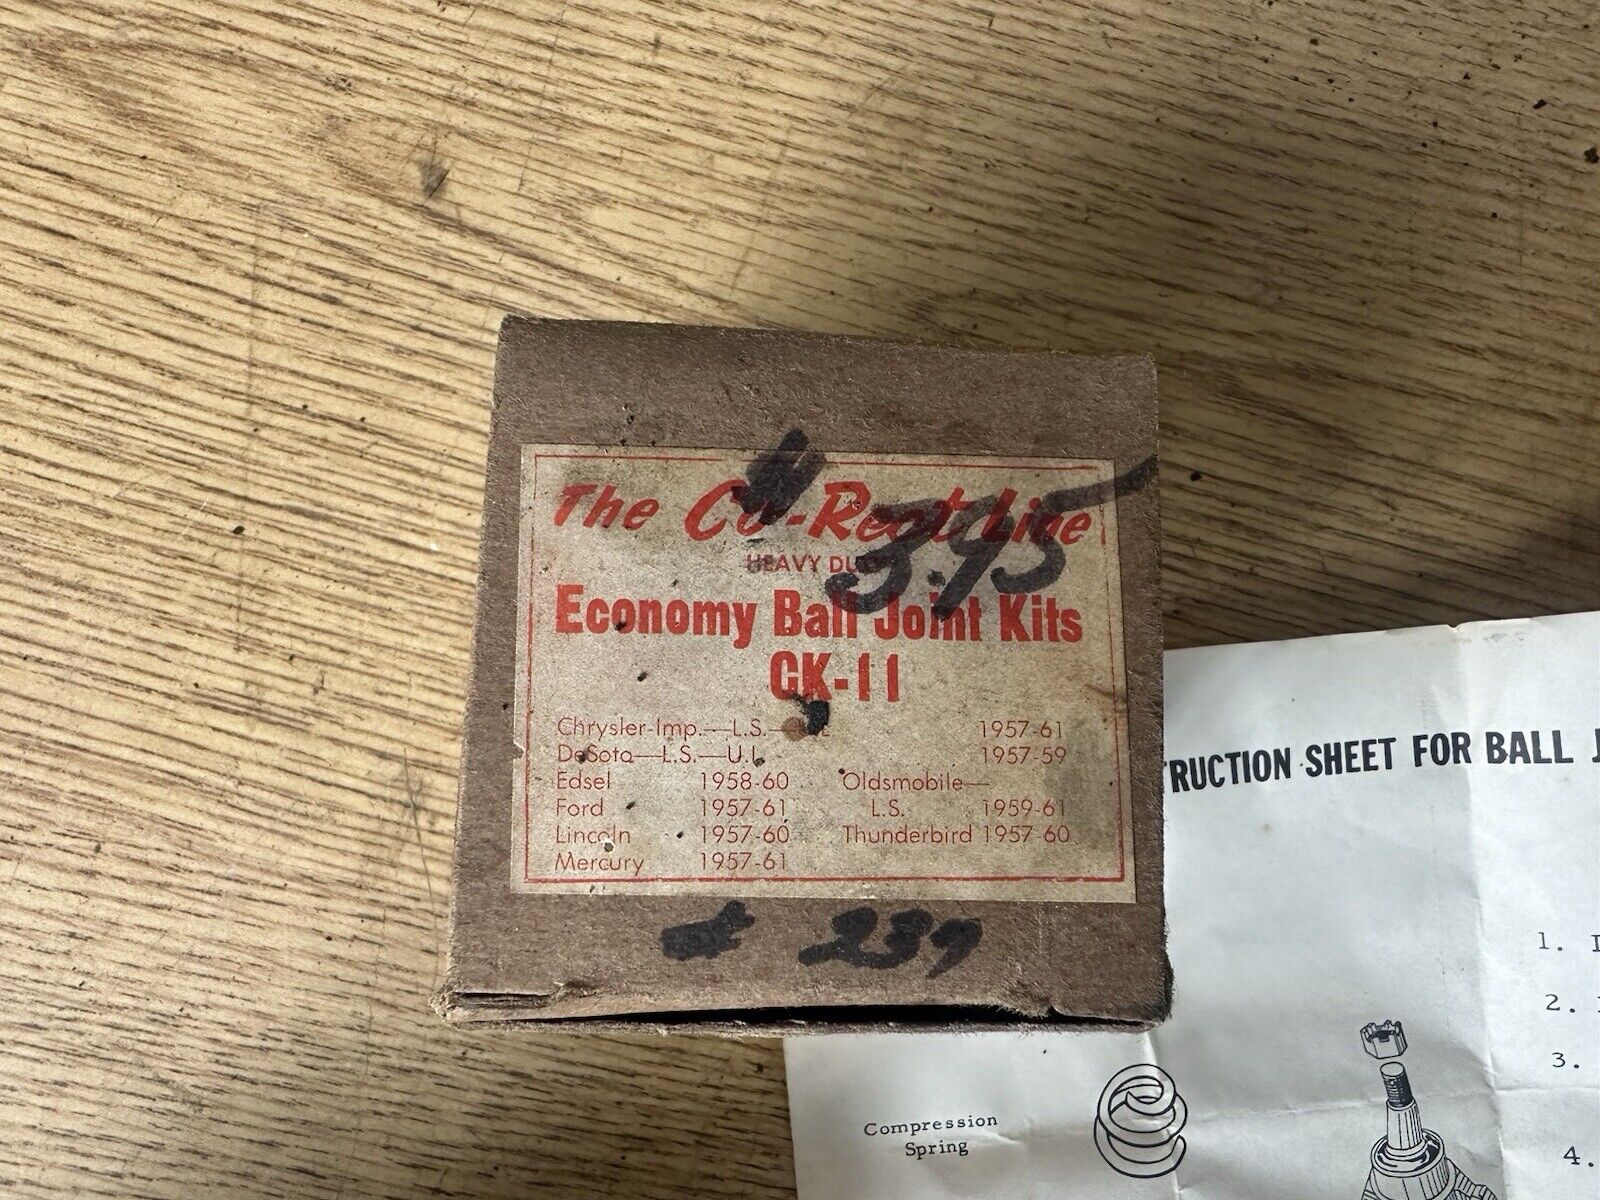 The Co-Rect Line
3.95
HEAVY DUTY
Economy Ball Joint Kits
CK-11
Chrysler-Imp.—L.S.— 1957-61
DeSoto—L.S.—U.L. 1957-59
Edsel 1958-60 Oldsmobile—
Ford 1957-61 L.S. 1959-61
Lincoln 1957-60 Thunderbird 1957-60
Mercury 1957-61
# 237
TRUCTION SHEET FOR BALL J
1.
2.
3.
4.
Compression
Spring